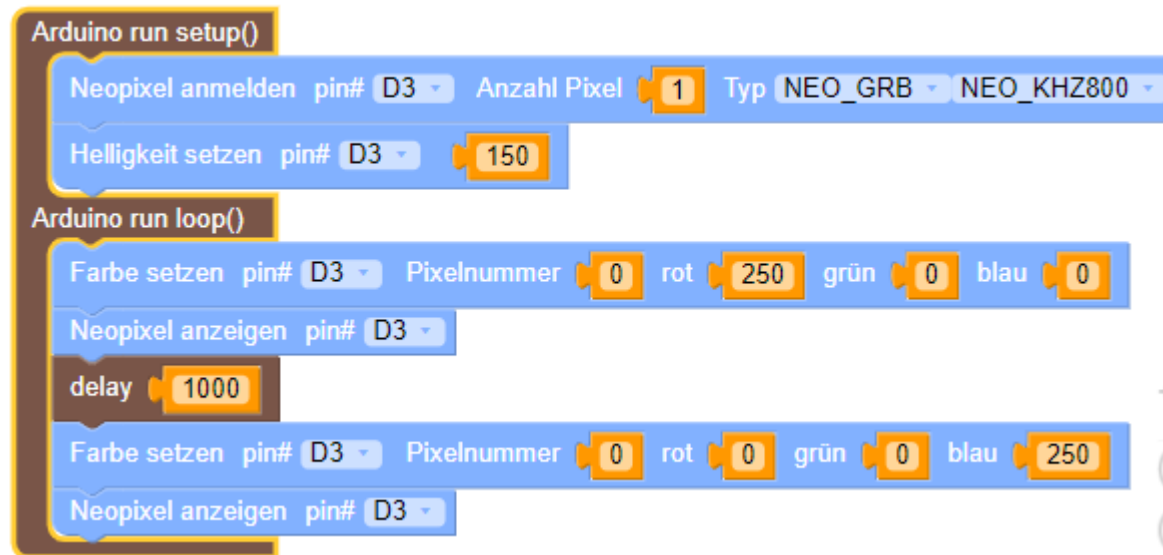 Arduino run setup()
Neopixel anmelden pin# D3 Anzahl Pixel 1 Typ NEO_GRB NEO_KHZ800
Helligkeit setzen pin# D3 150
Arduino run loop()
Farbe setzen pin# D3 Pixelnummer 0 rot 250 grün 0 blau 0
Neopixel anzeigen pin# D3
delay 1000
Farbe setzen pin# D3 Pixelnummer 0 rot 0 grün 0 blau 250
Neopixel anzeigen pin# D3